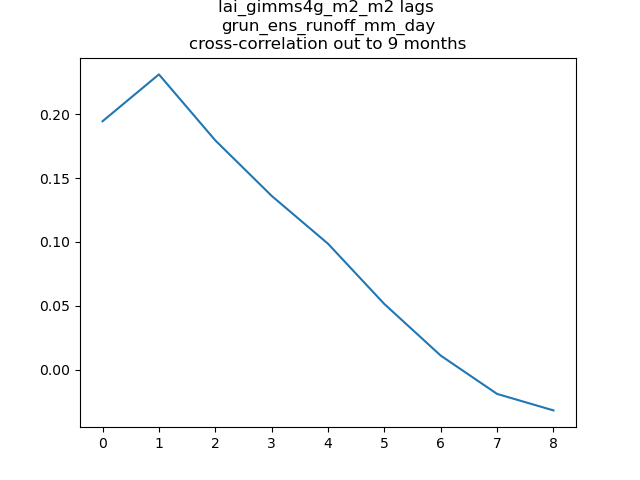 lai_gimms4g_m2_m2 lags
grun_ens_runoff_mm_day
cross-correlation out to 9 months
0.20
0.15
0.10
0.05
0.00
0 1 2 3 4 5 6 7 8